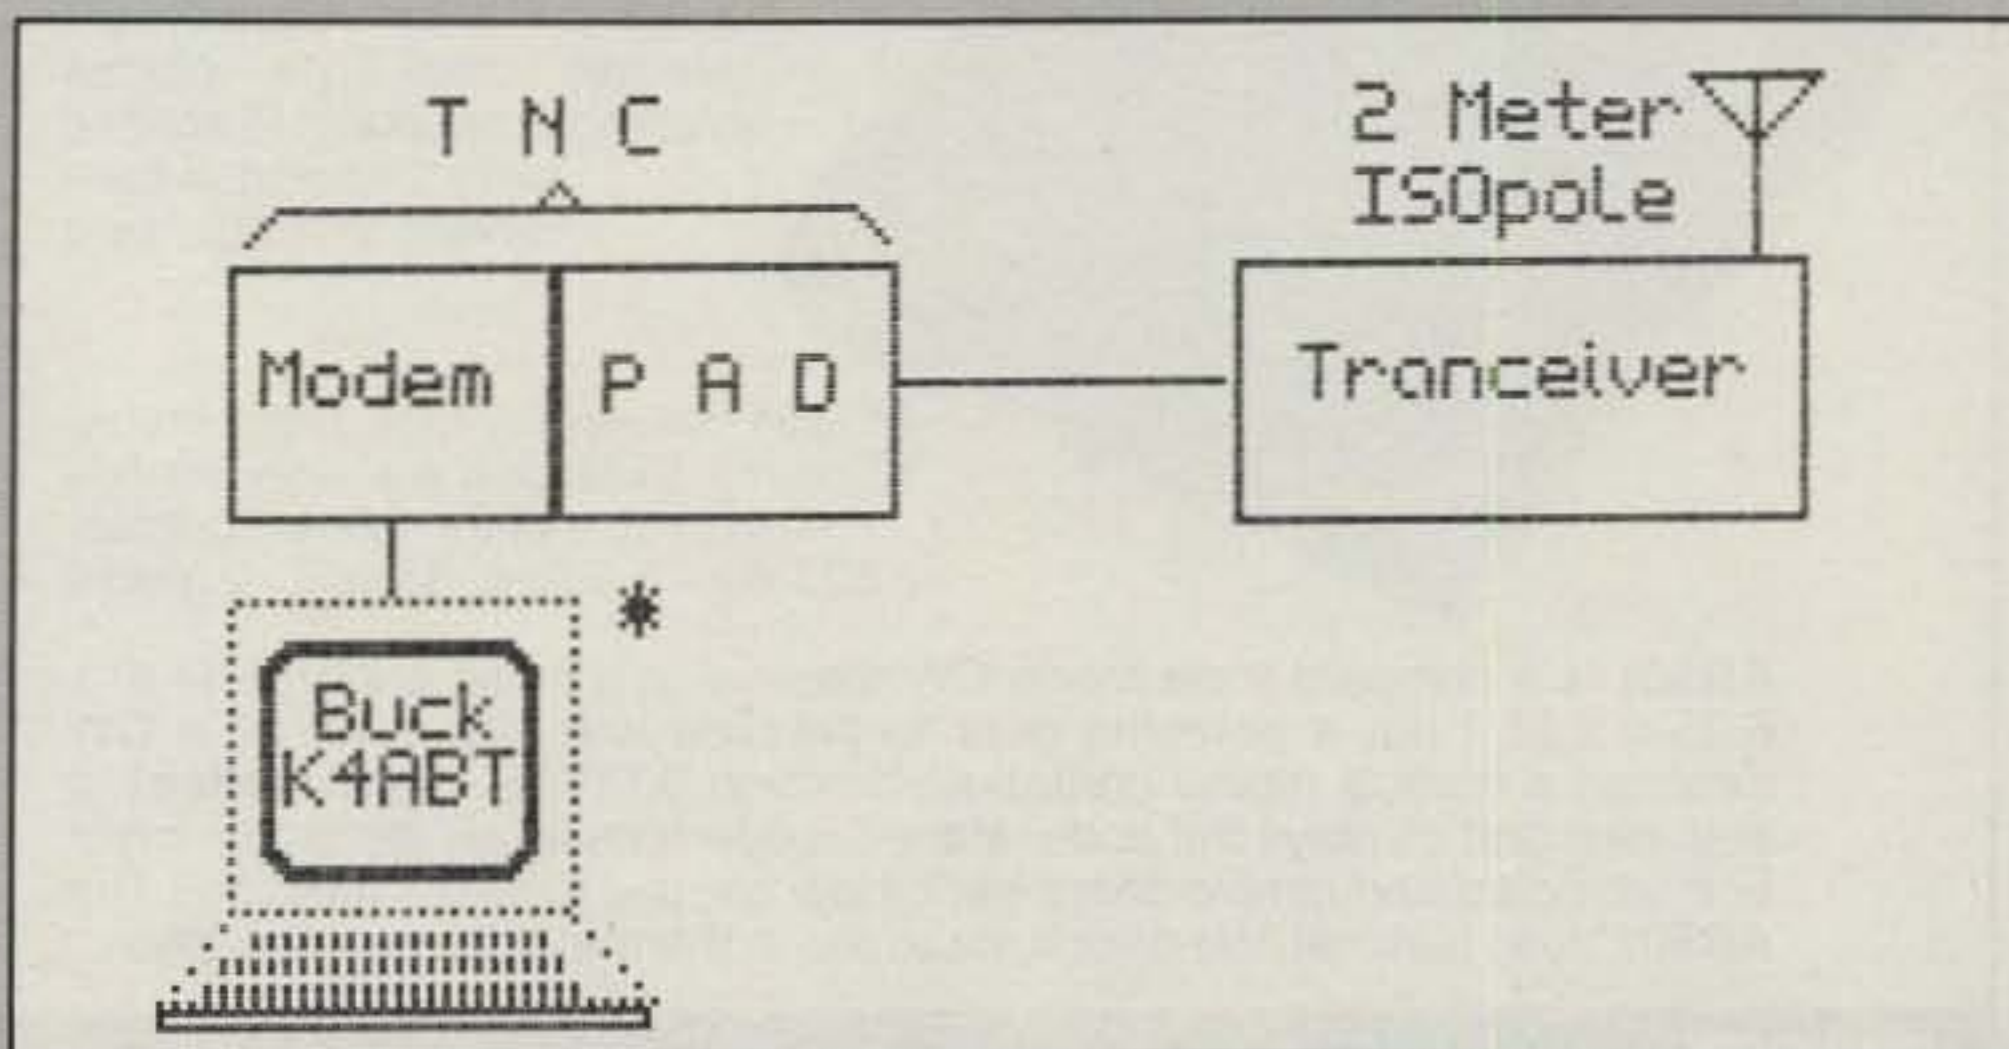 T N C
2 Meter
ISOpole
Modem
P A D
Tranceiver
*
Buck
K4ABT